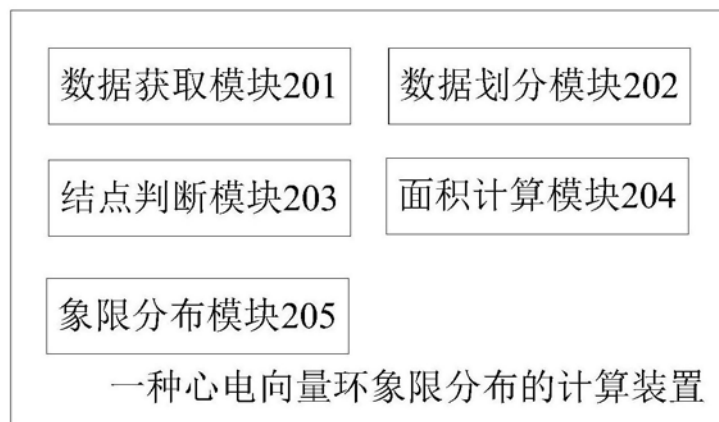 数据获取模块201
数据划分模块202
结点判断模块203
面积计算模块204
象限分布模块205
一种心电向量环象限分布的计算装置